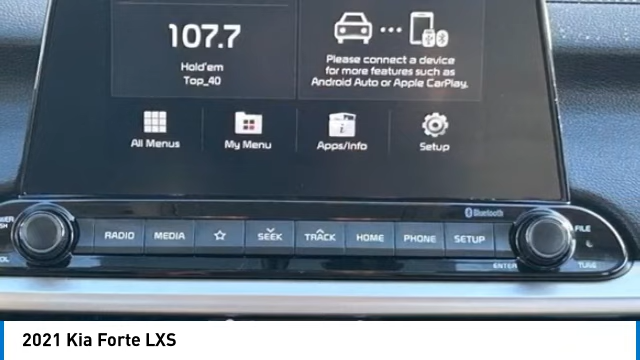 107.7
Hold'em
Top_40
Please connect a device
for more features such as
Android Auto or Apple CarPlay.
All Menus
My Menu
Apps/Info
Setup
Bluetooth
RADIO MEDIA SEEK TRACK HOME PHONE SETUP
FILE
ENTER TUNE
2021 Kia Forte LXS